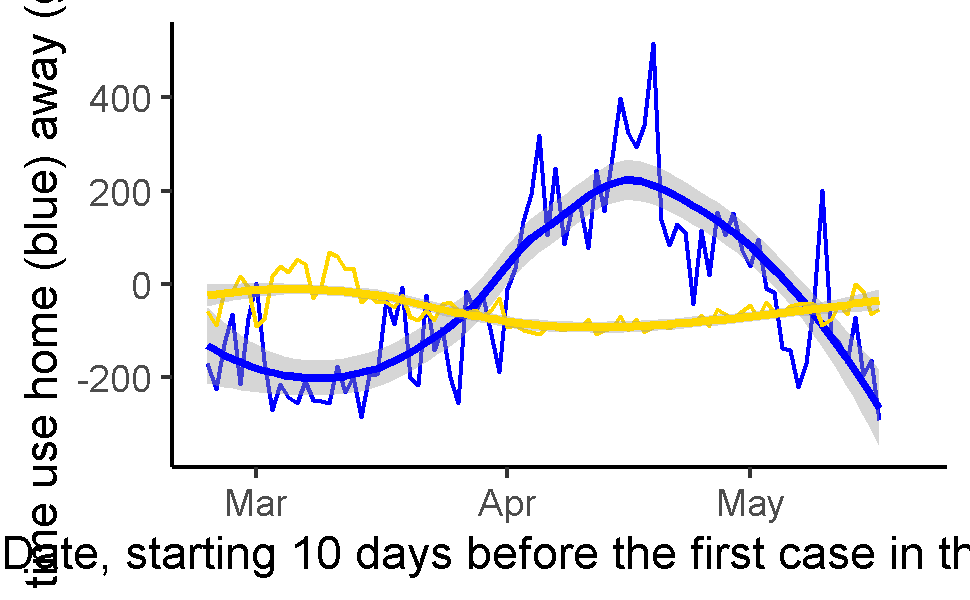 time use home (blue) away (
400
200
0
-200
Mar Apr May
Date, starting 10 days before the first case in th